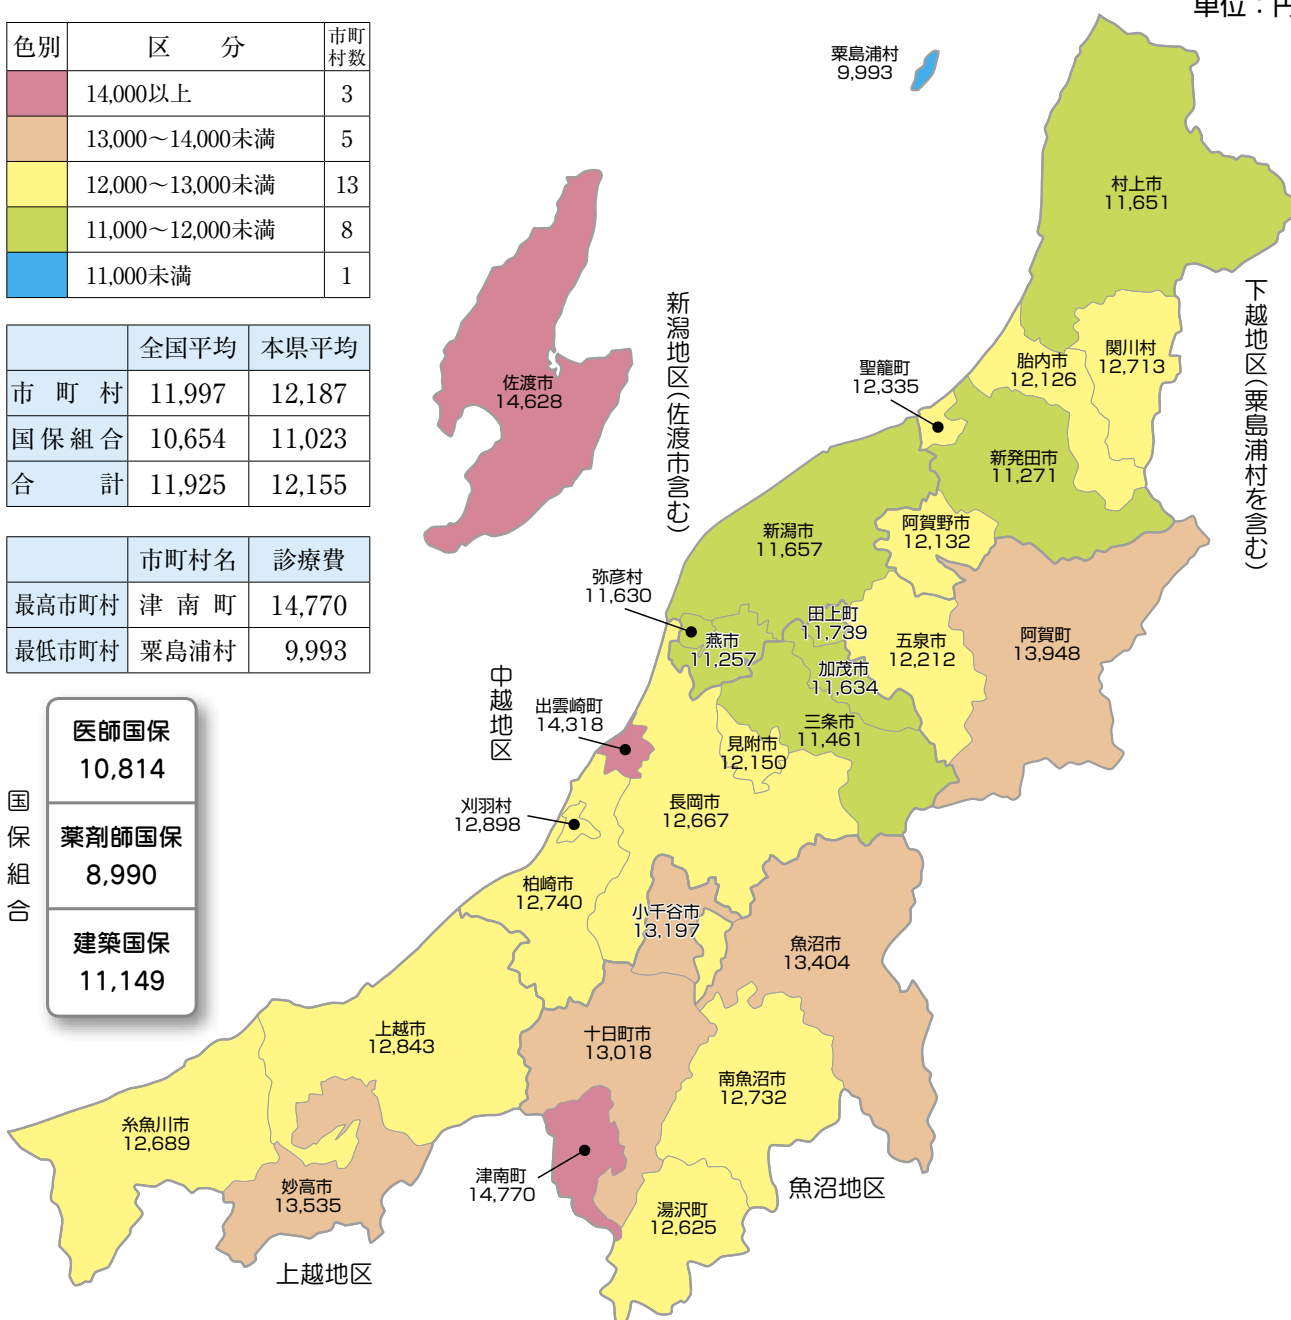 単位：円
色別 区 分 市町村数
14,000以上 3
13,000～14,000未満 5
12,000～13,000未満 13
11,000～12,000未満 8
11,000未満 1
全国平均 本県平均
市町村 11,997 12,187
国保組合 10,654 11,023
合計 11,925 12,155
市町村名 診療費
最高市町村 津南町 14,770
最低市町村 粟島浦村 9,993
国保組合
医師国保
10,814
薬剤師国保
8,990
建築国保
11,149
粟島浦村
9,993
村上市
11,651
新潟地区(佐渡市含む)
下越地区(粟島浦村を含む)
佐渡市
14,628
関川村
12,713
胎内市
12,126
聖籠町
12,335
新発田市
11,271
新潟市
11,657
阿賀野市
12,132
弥彦村
11,630
燕市
11,257
田上町
11,739
五泉市
12,212
阿賀町
13,948
加茂市
11,634
中越地区
出雲崎町
14,318
三条市
11,461
見附市
12,150
刈羽村
12,898
長岡市
12,667
柏崎市
12,740
小千谷市
13,197
魚沼市
13,404
上越市
12,843
十日町市
13,018
南魚沼市
12,732
糸魚川市
12,689
妙高市
13,535
津南町
14,770
湯沢町
12,625
魚沼地区
上越地区